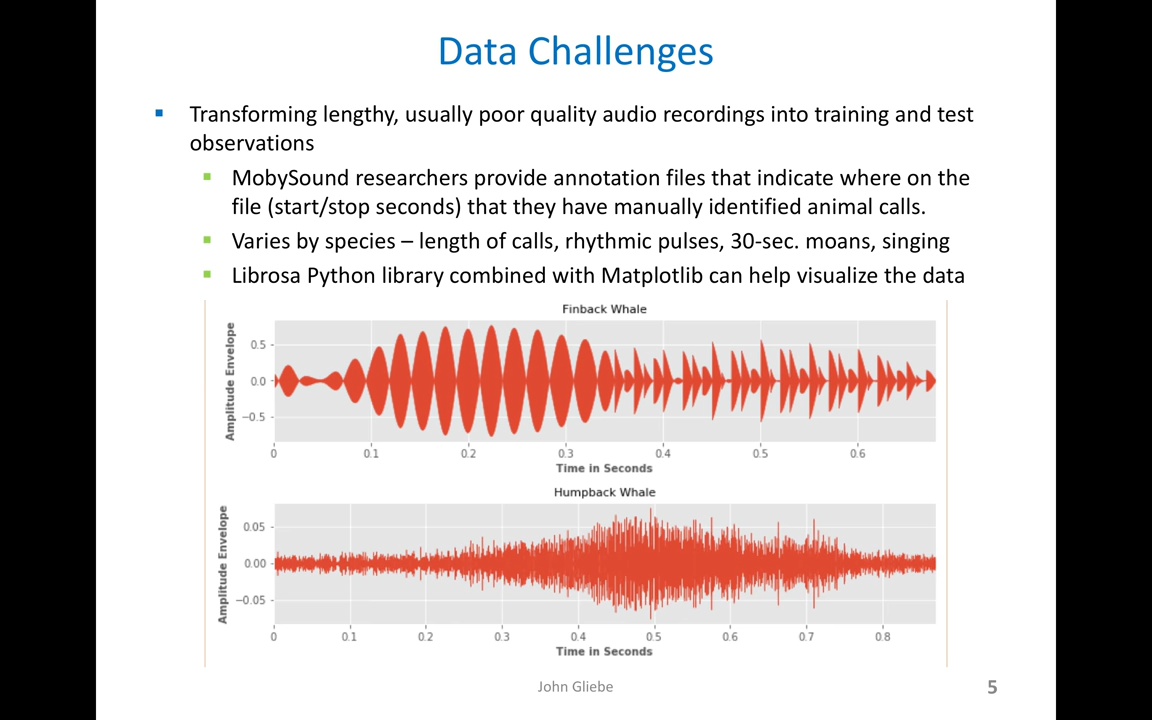 Data Challenges
Transforming lengthy, usually poor quality audio recordings into training and test
observations
MobySound researchers provide annotation files that indicate where on the
file (start/stop seconds) that they have manually identified animal calls.
Varies by species – length of calls, rhythmic pulses, 30-sec. moans, singing
Librosa Python library combined with Matplotlib can help visualize the data
Finback Whale
Amplitude Envelope
0.5
0.0
−0.5
0 0.1 0.2 0.3 0.4 0.5 0.6
Time in Seconds
Humpback Whale
Amplitude Envelope
0.05
0.00
−0.05
0 0.1 0.2 0.3 0.4 0.5 0.6 0.7 0.8
Time in Seconds
John Gliebe
5